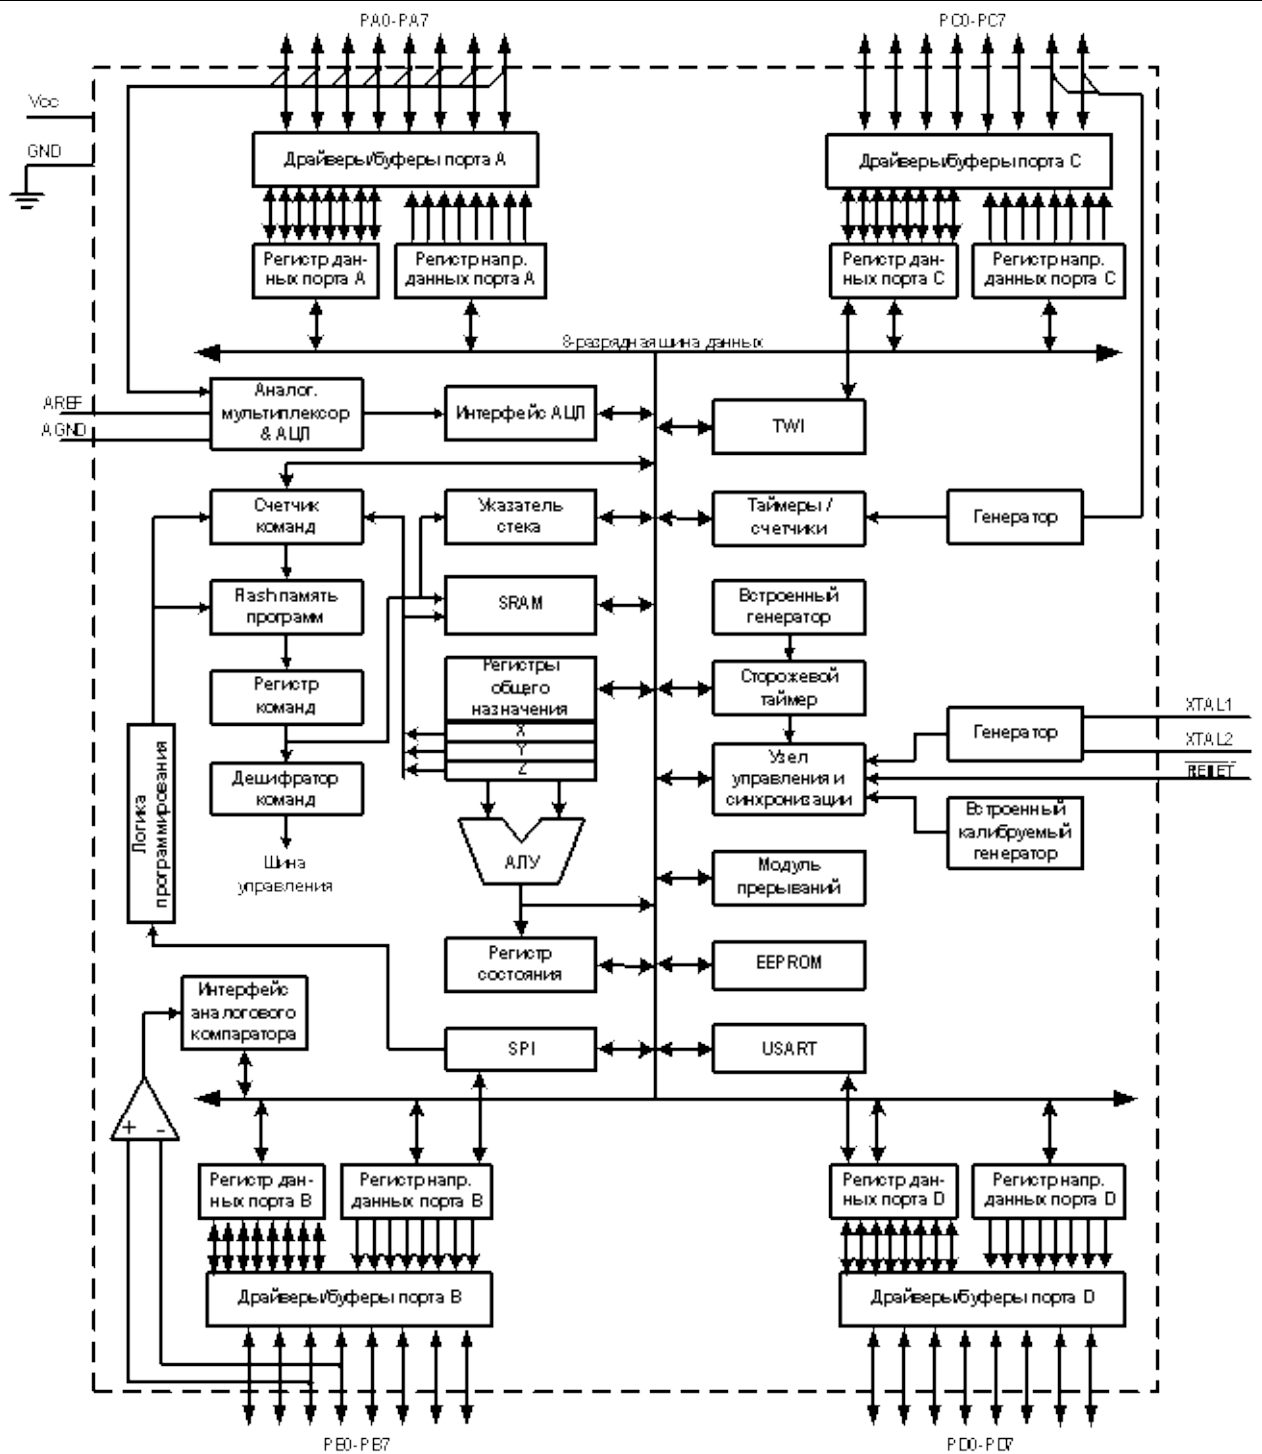 PA0-PA7
PC0-PC7
Vcc
GND
Драйверы/буферы порта A
Драйверы/буферы порта C
Регистр дан-
ных порта A
Регистр напр.
данных порта A
Регистр дан-
ных порта C
Регистр напр.
данных порта C
8-разрядная шина данных
AREF
AGND
Аналог.
мультиплексор
& АЦП
Интерфейс АЦП
TWI
Счетчик
команд
Указатель
стека
Таймеры /
счетчики
Генератор
Flash память
программ
SRAM
Встроенный
генератор
Регистр
команд
Регистры
общего
назначения
X
Y
Z
Сторожевой
таймер
Генератор
XTAL1
XTAL2
RESET
Логика
программирования
Дешифратор
команд
Узел
управления и
синхронизации
Встроенный
калибруемый
генератор
Шина
управления
АЛУ
Модуль
прерываний
Регистр
состояния
EEPROM
Интерфейс
аналогового
компаратора
SPI
USART
+
-
Регистр дан-
ных порта B
Регистр напр.
данных порта B
Регистр дан-
ных порта D
Регистр напр.
данных порта D
Драйверы/буферы порта B
Драйверы/буферы порта D
PB0-PB7
PD0-PD7